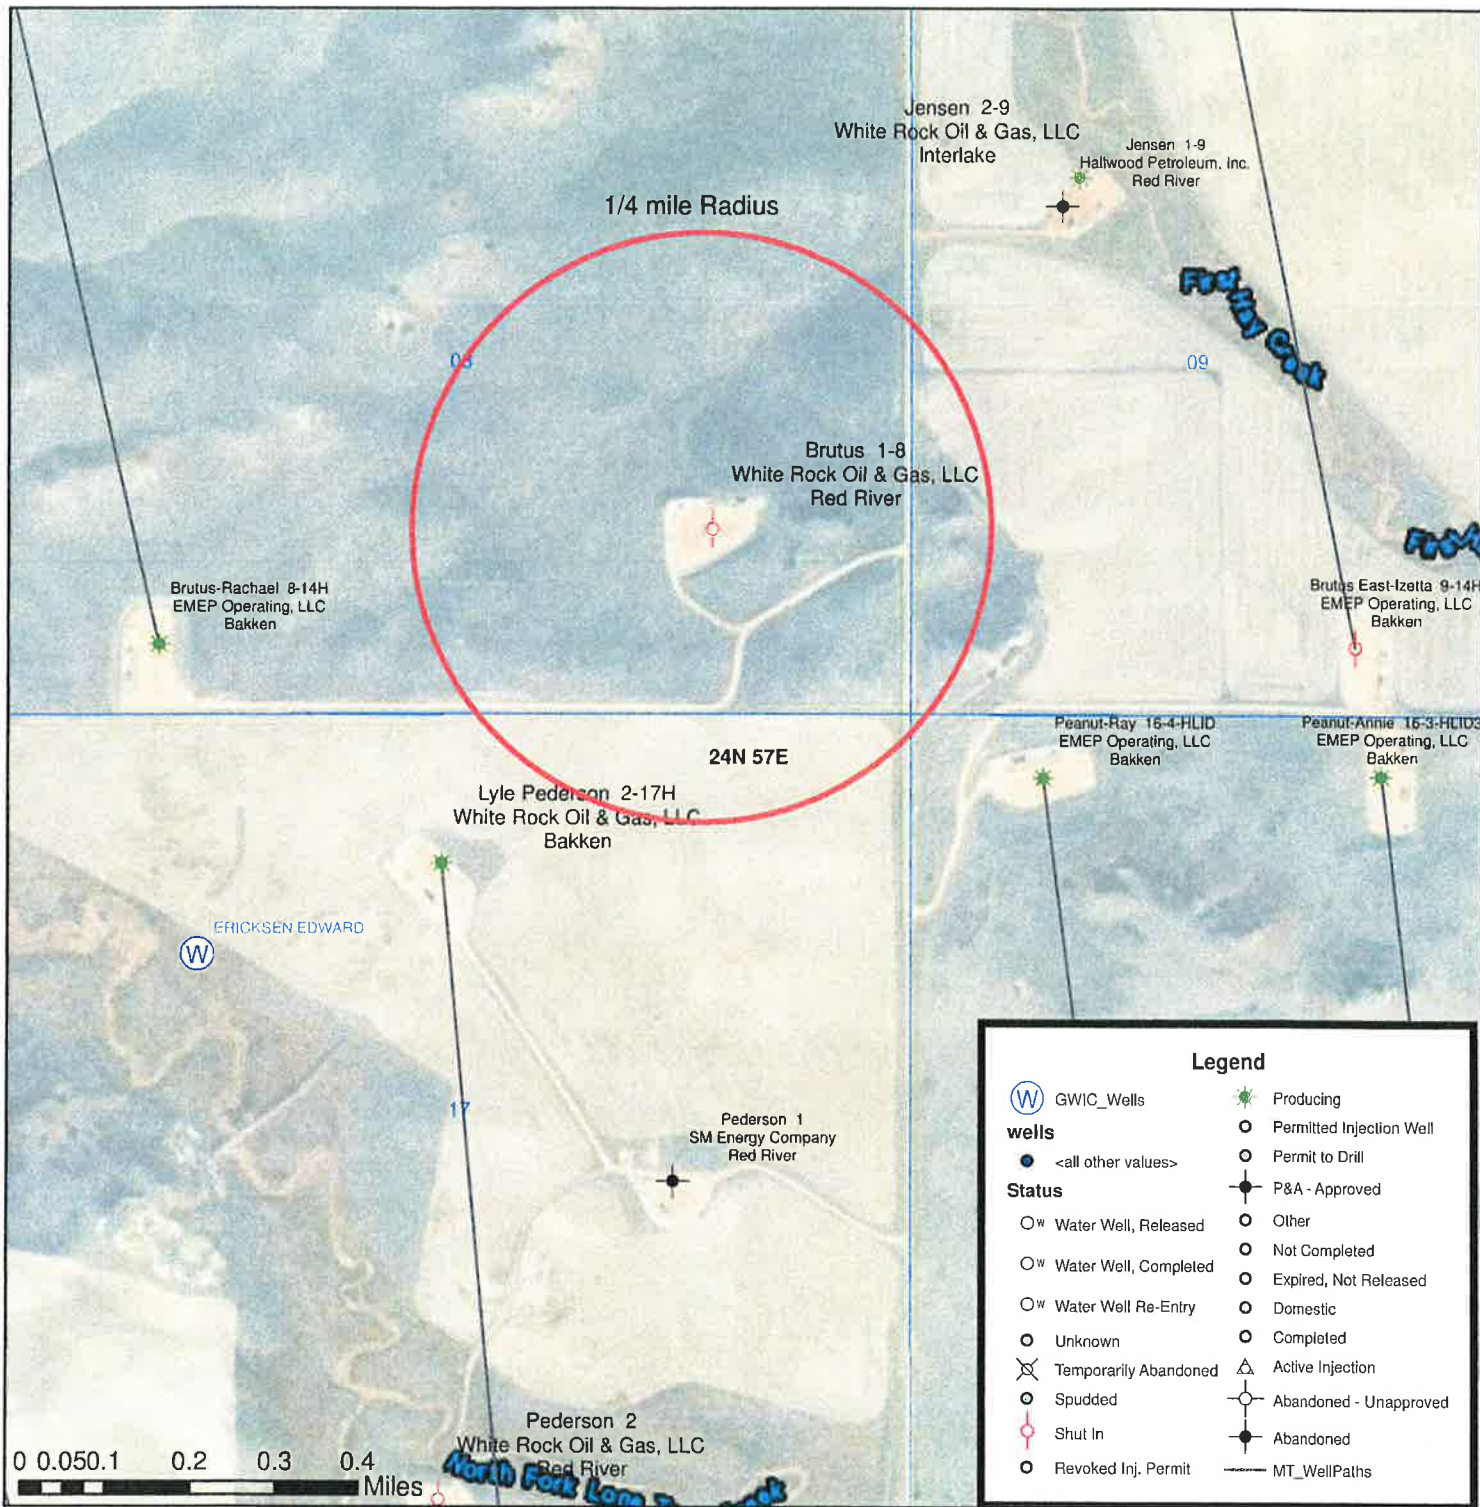 Jensen 2-9
White Rock Oil & Gas, LLC
Interlake
Jensen 1-9
Hallwood Petroleum, Inc.
Red River
1/4 mile Radius
First Hay Creek
08
09
Brutus 1-8
White Rock Oil & Gas, LLC
Red River
Brutus-Rachael 8-14H
EMEP Operating, LLC
Bakken
Brutus East-Izetta 9-14H
EMEP Operating, LLC
Bakken
Peanut-Ray 16-4-HLID
EMEP Operating, LLC
Bakken
Peanut-Annie 16-3-HLID3
EMEP Operating, LLC
Bakken
24N 57E
Lyle Pederson 2-17H
White Rock Oil & Gas, LLC
Bakken
W
ERICKSEN EDWARD
17
Pederson 1
SM Energy Company
Red River
Pederson 2
White Rock Oil & Gas, LLC
Red River
North Fork Lone
0 0.05 0.1 0.2 0.3 0.4
Miles
Legend
W GWIC_Wells
wells
<all other values>
Status
W Water Well, Released
W Water Well, Completed
W Water Well Re-Entry
Unknown
Temporarily Abandoned
Spudded
Shut In
Revoked Inj. Permit
Producing
Permitted Injection Well
Permit to Drill
P&A - Approved
Other
Not Completed
Expired, Not Released
Domestic
Completed
Active Injection
Abandoned - Unapproved
Abandoned
MT_WellPaths